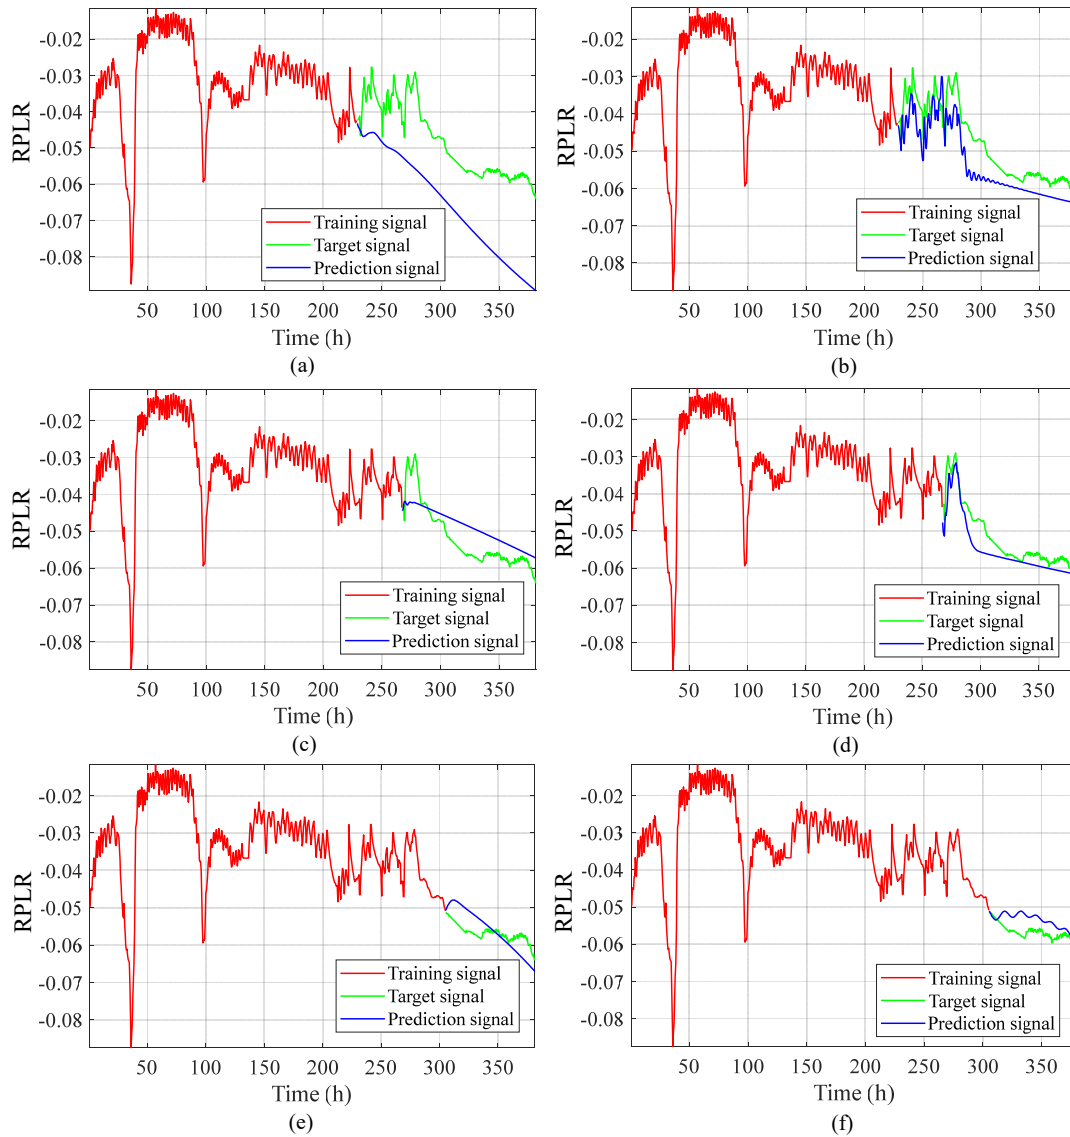 -0.02
-0.03
-0.04
-0.05
-0.06
-0.07
-0.08
RPLR
Training signal
Target signal
Prediction signal
50 100 150 200 250 300 350
Time (h)
(a)
-0.02
-0.03
-0.04
-0.05
-0.06
-0.07
-0.08
RPLR
Training signal
Target signal
Prediction signal
50 100 150 200 250 300 350
Time (h)
(b)
-0.02
-0.03
-0.04
-0.05
-0.06
-0.07
-0.08
RPLR
Training signal
Target signal
Prediction signal
50 100 150 200 250 300 350
Time (h)
(c)
-0.02
-0.03
-0.04
-0.05
-0.06
-0.07
-0.08
RPLR
Training signal
Target signal
Prediction signal
50 100 150 200 250 300 350
Time (h)
(d)
-0.02
-0.03
-0.04
-0.05
-0.06
-0.07
-0.08
RPLR
Training signal
Target signal
Prediction signal
50 100 150 200 250 300 350
Time (h)
(e)
-0.02
-0.03
-0.04
-0.05
-0.06
-0.07
-0.08
RPLR
Training signal
Target signal
Prediction signal
50 100 150 200 250 300 350
Time (h)
(f)